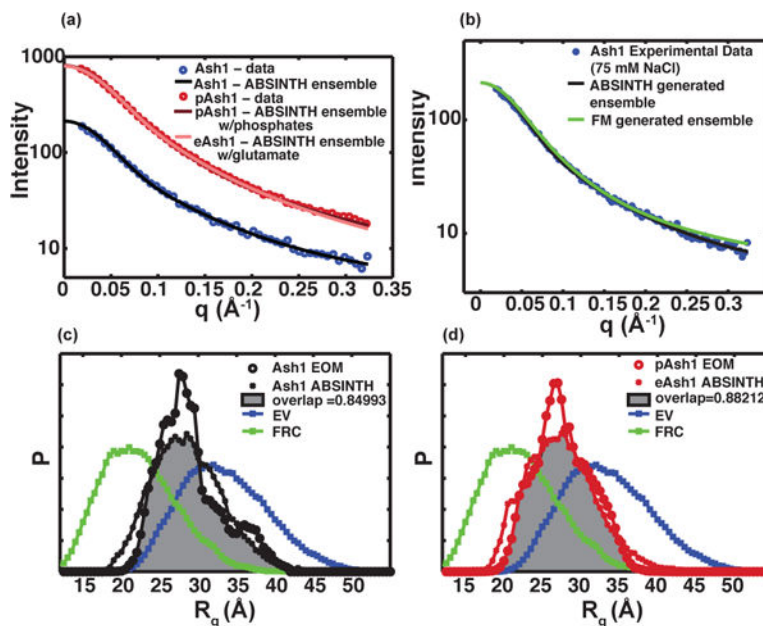 (a)
1000
100
10
Intensity
Ash1 – data
Ash1 – ABSINTH ensemble
pAsh1 – data
pAsh1 – ABSINTH ensemble
w/phosphates
eAsh1 – ABSINTH ensemble
w/glutamate
0 0.05 0.1 0.15 0.2 0.25 0.3 0.35
q (Å⁻¹)
(b)
100
10
Intensity
Ash1 Experimental Data
(75 mM NaCl)
ABSINTH generated
ensemble
FM generated ensemble
0 0.05 0.1 0.15 0.2 0.25 0.3
q (Å⁻¹)
(c)
P
Ash1 EOM
Ash1 ABSINTH
overlap =0.84993
EV
FRC
15 20 25 30 35 40 45 50
Rg (Å)
(d)
P
pAsh1 EOM
eAsh1 ABSINTH
overlap=0.88212
EV
FRC
15 20 25 30 35 40 45 50
Rg (Å)